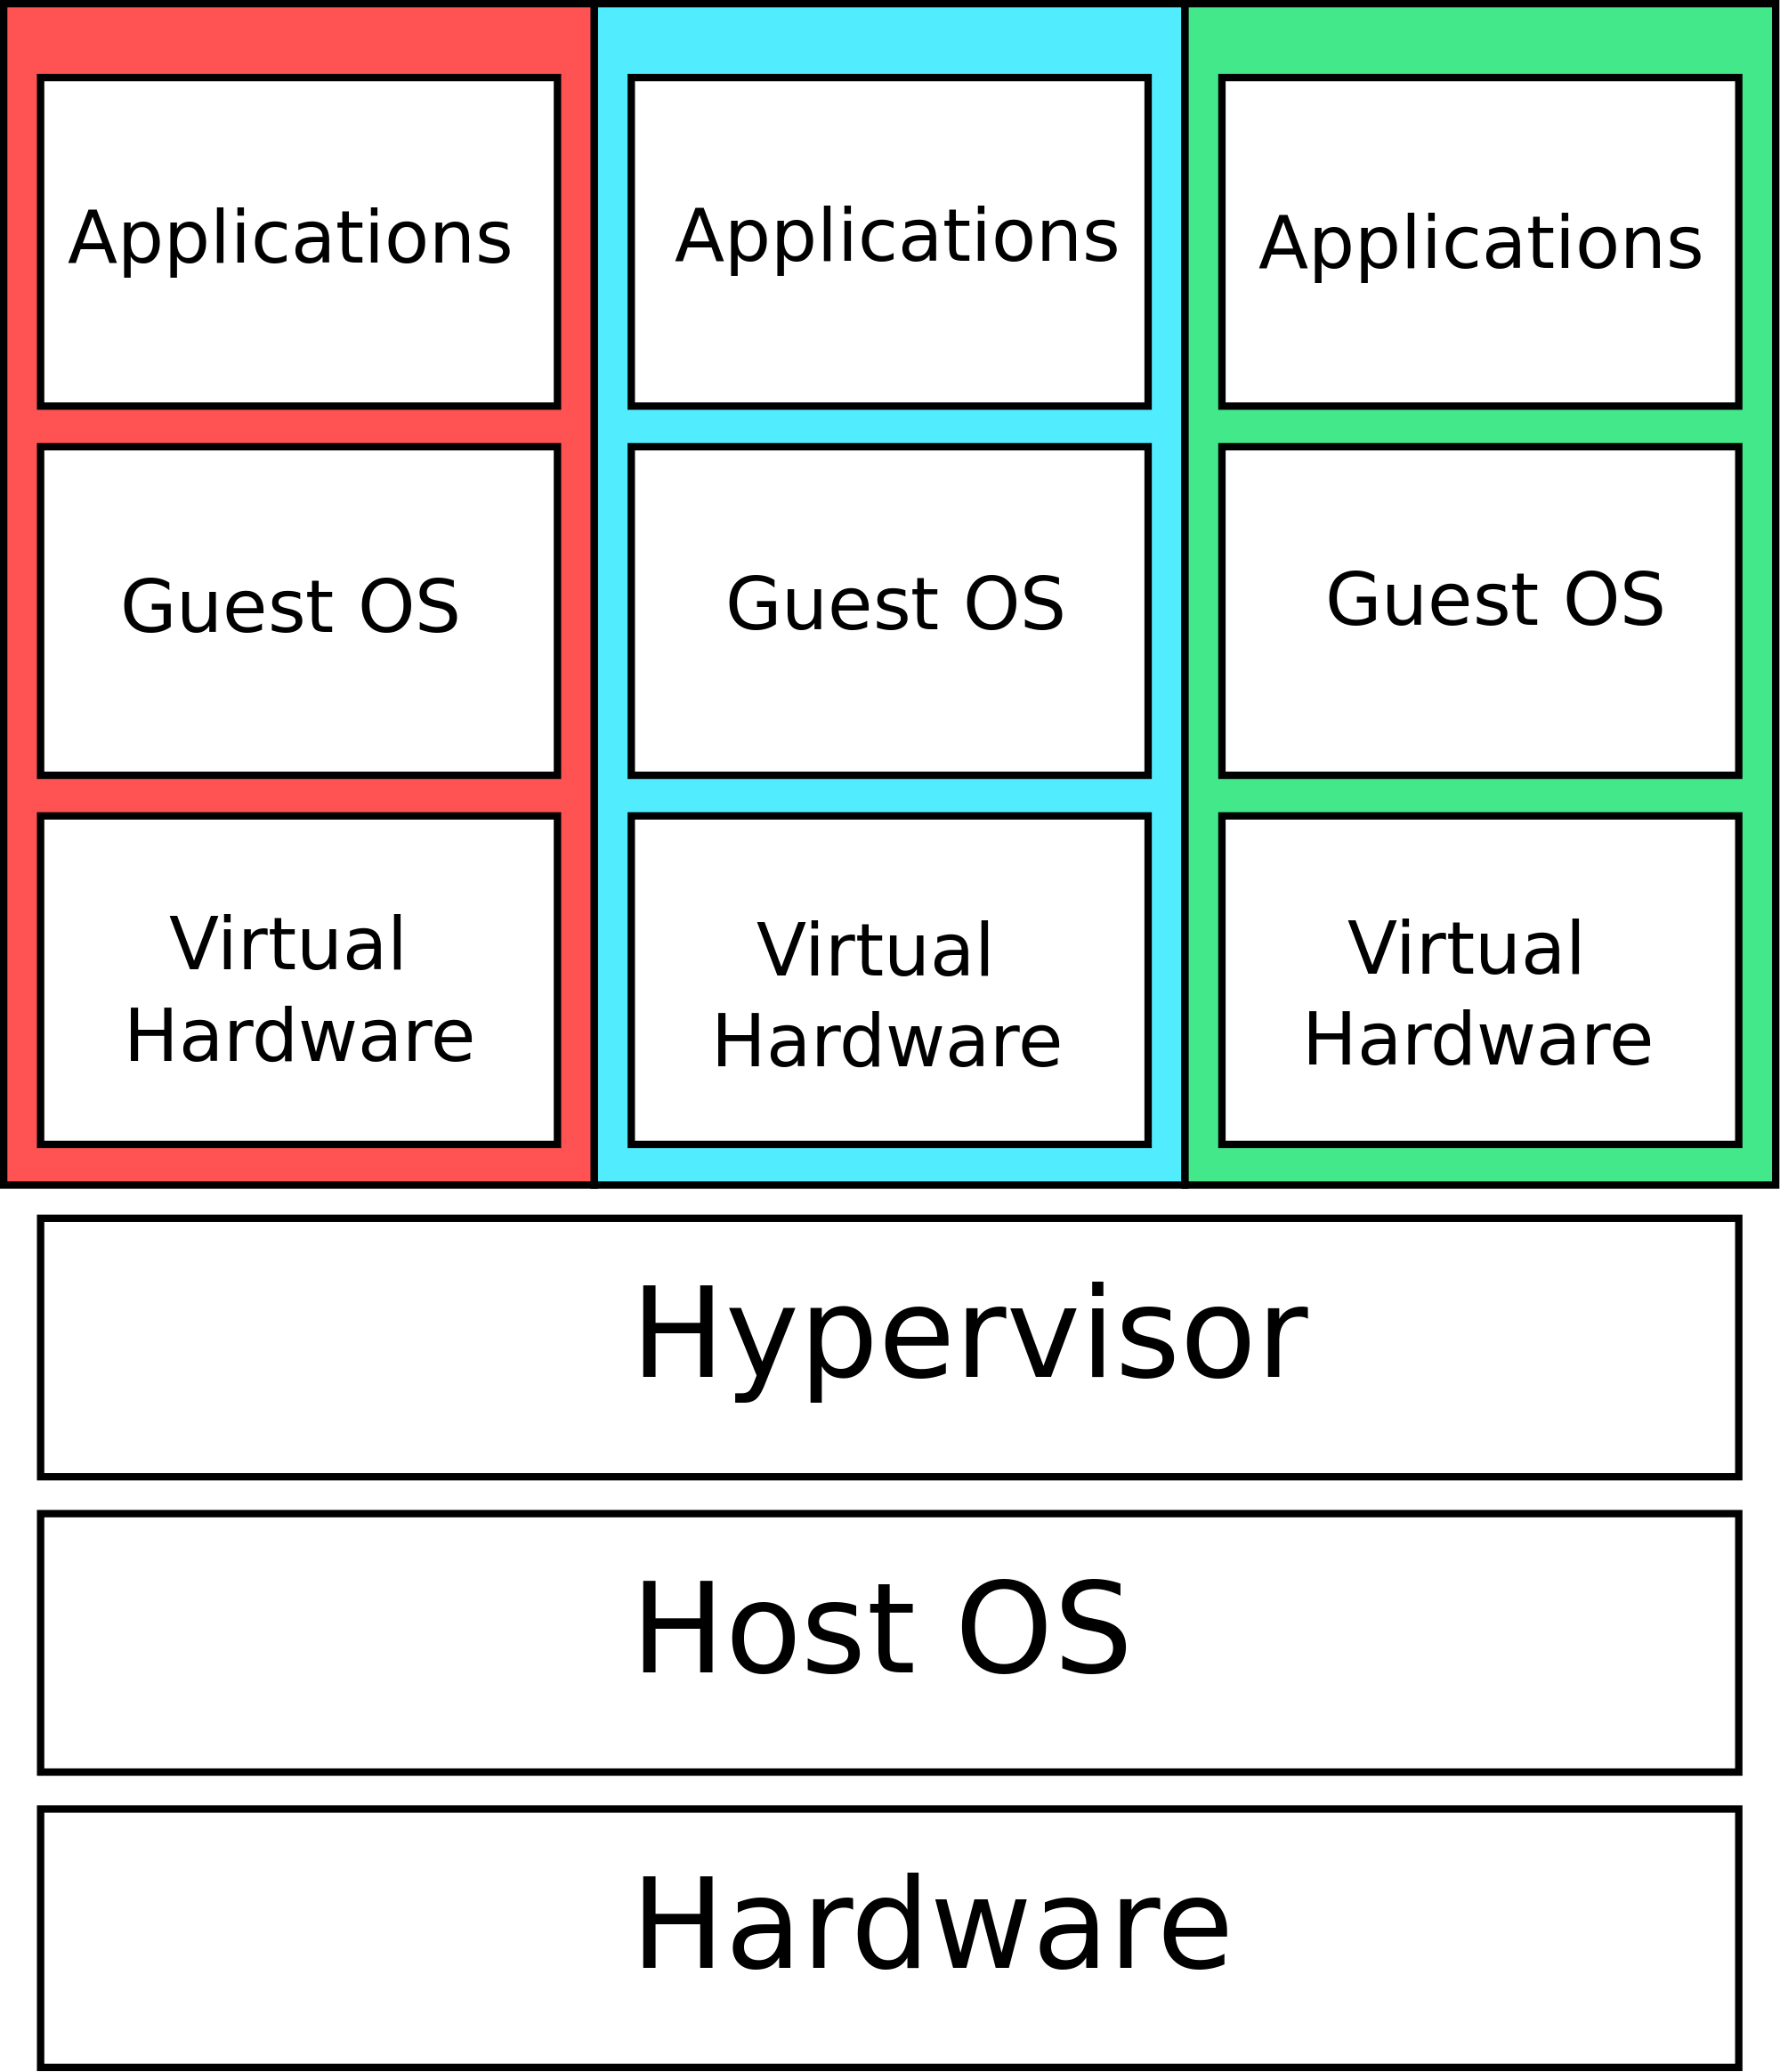 Applications
Applications
Applications
Guest OS
Guest OS
Guest OS
Virtual
Hardware
Virtual
Hardware
Virtual
Hardware
Hypervisor
Host OS
Hardware